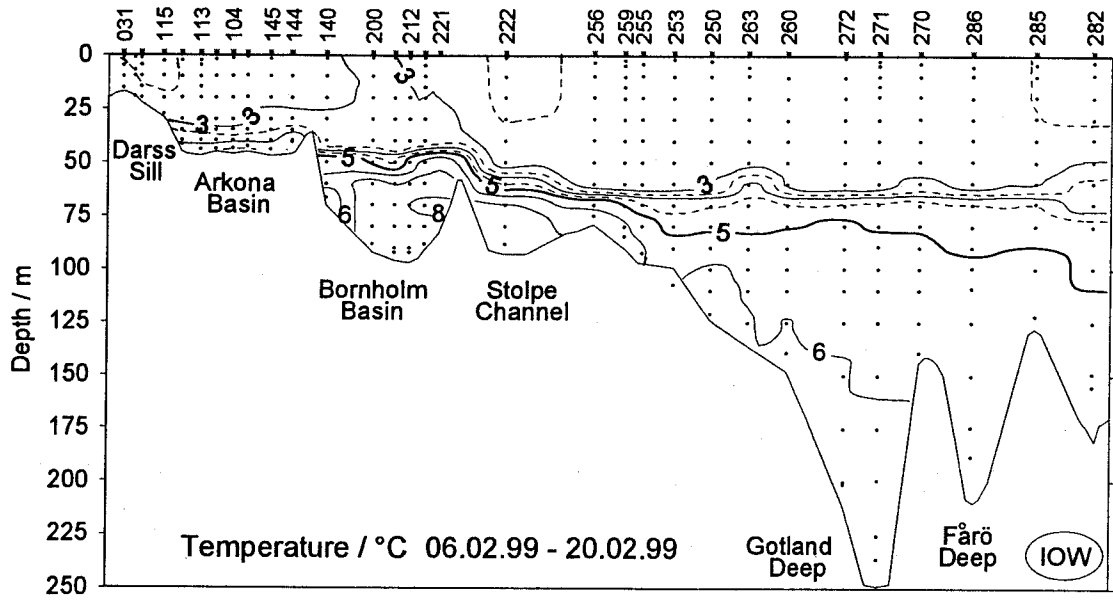 031 115 113 104 145 144 140 200 212 221 222 256 259 255 253 250 263 260 272 271 270 286 285 282
0
25
50
75
100
125
150
175
200
225
250
Depth / m
3
3
3
3
5
5
5
6
8
6
Darss
Sill
Arkona
Basin
Bornholm
Basin
Stolpe
Channel
Gotland
Deep
Fårö
Deep
Temperature / °C 06.02.99 - 20.02.99
IOW